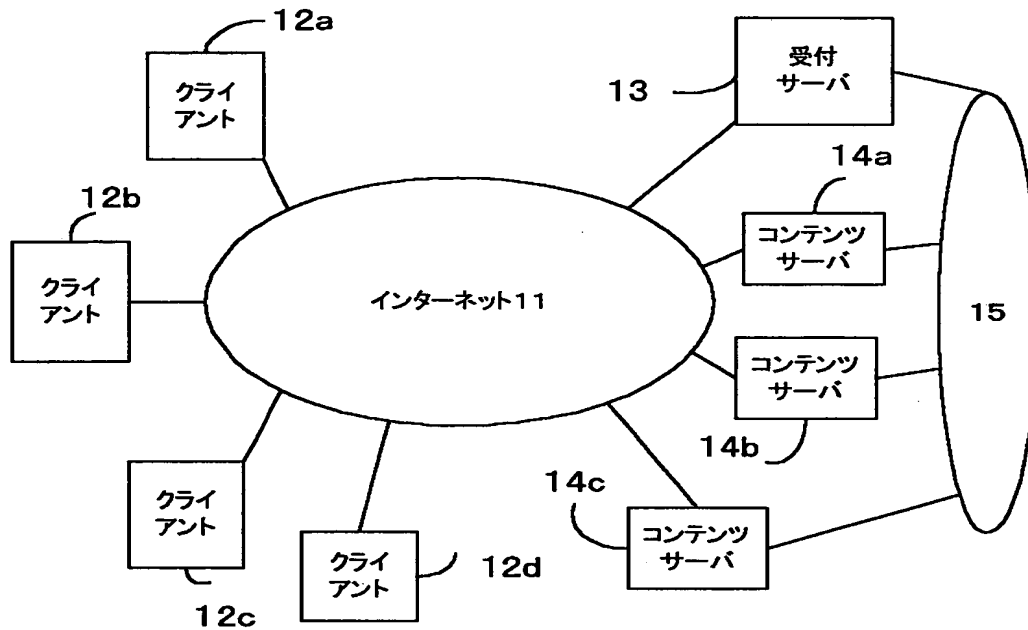 12a
クライ
アント
受付
サーバ
13
14a
12b
コンテンツ
サーバ
クライ
アント
インターネット11
15
コンテンツ
サーバ
14b
クライ
アント
14c
コンテンツ
サーバ
クライ
アント
12d
12c